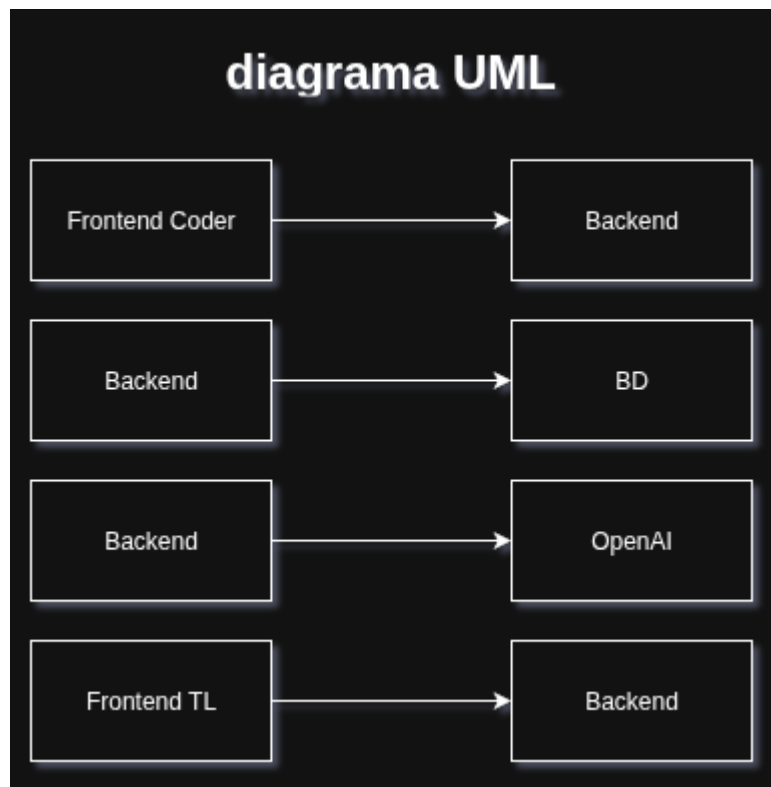 diagrama UML
Frontend Coder
Backend
Backend
BD
Backend
OpenAI
Frontend TL
Backend